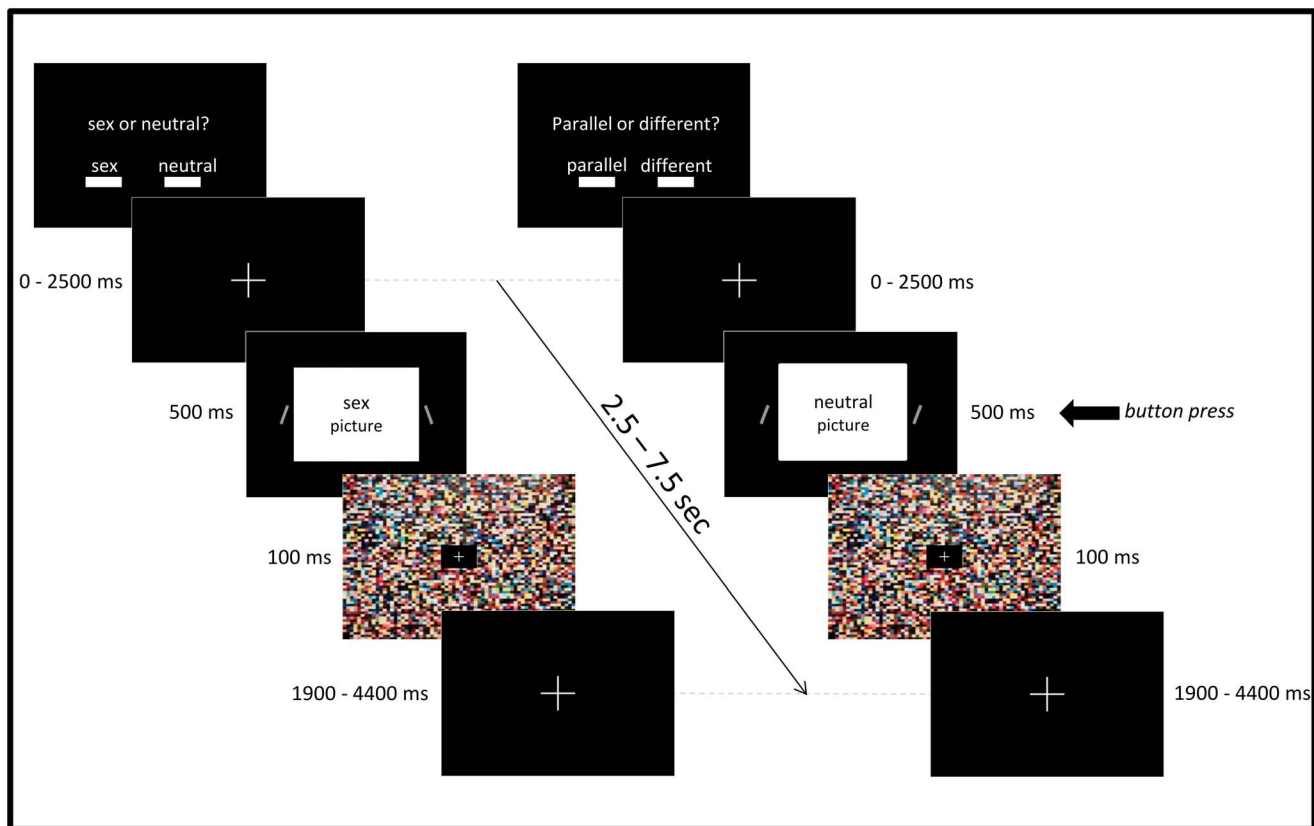 sex or neutral?
sex neutral
0 - 2500 ms
sex
picture
500 ms
100 ms
1900 - 4400 ms
2.5 – 7.5 sec
Parallel or different?
parallel different
0 - 2500 ms
neutral
picture
500 ms
button press
100 ms
1900 - 4400 ms